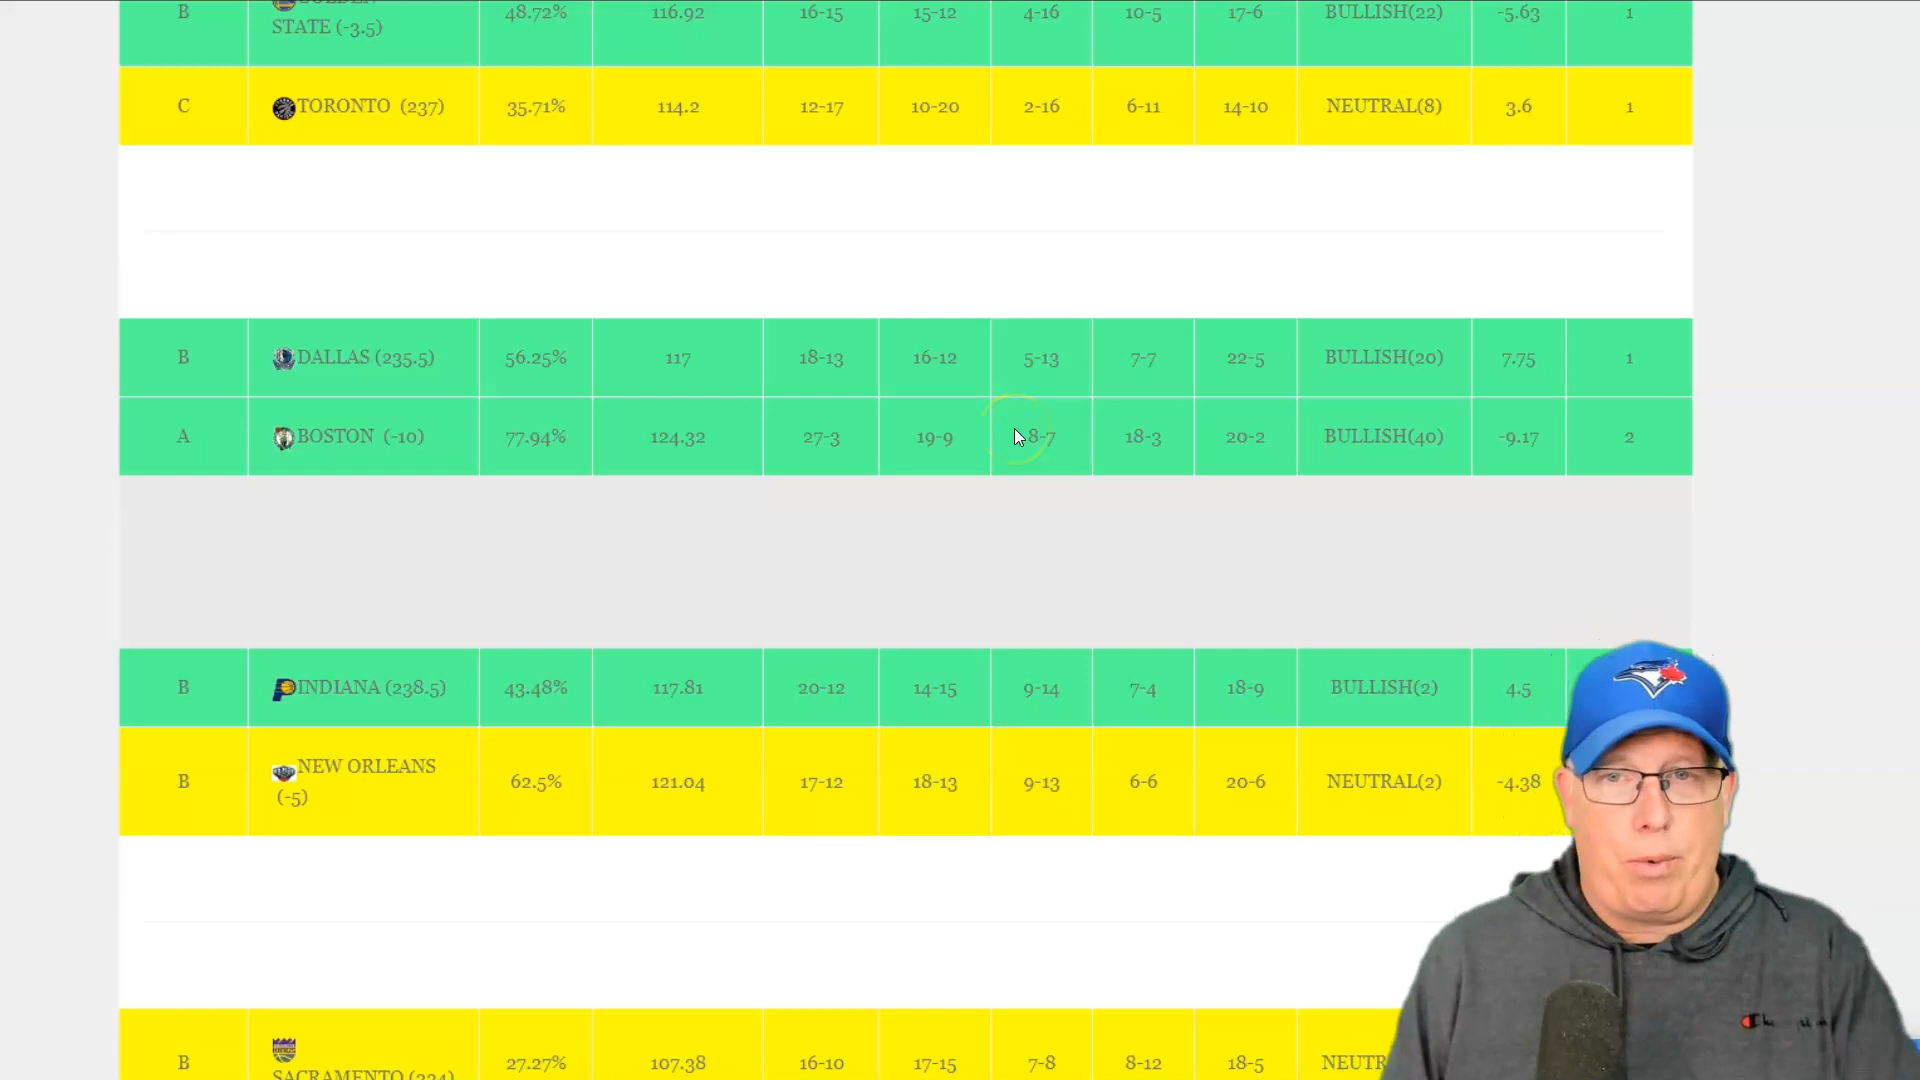 B STATE (-3.5) 48.72% 116.92 16-15 15-12 4-16 10-5 17-6 BULLISH(22) -5.63 1
C TORONTO (237) 35.71% 114.2 12-17 10-20 2-16 6-11 14-10 NEUTRAL(8) 3.6 1
B DALLAS (235.5) 56.25% 117 18-13 16-12 5-13 7-7 22-5 BULLISH(20) 7.75 1
A BOSTON (-10) 77.94% 124.32 27-3 19-9 8-7 18-3 20-2 BULLISH(40) -9.17 2
B INDIANA (238.5) 43.48% 117.81 20-12 14-15 9-14 7-4 18-9 BULLISH(2) 4.5
NEW ORLEANS
B (-5) 62.5% 121.04 17-12 18-13 9-13 6-6 20-6 NEUTRAL(2) -4.38
B 27.27% 107.38 16-10 17-15 7-8 8-12 18-5 NEUTR
SACRAMENTO (234)